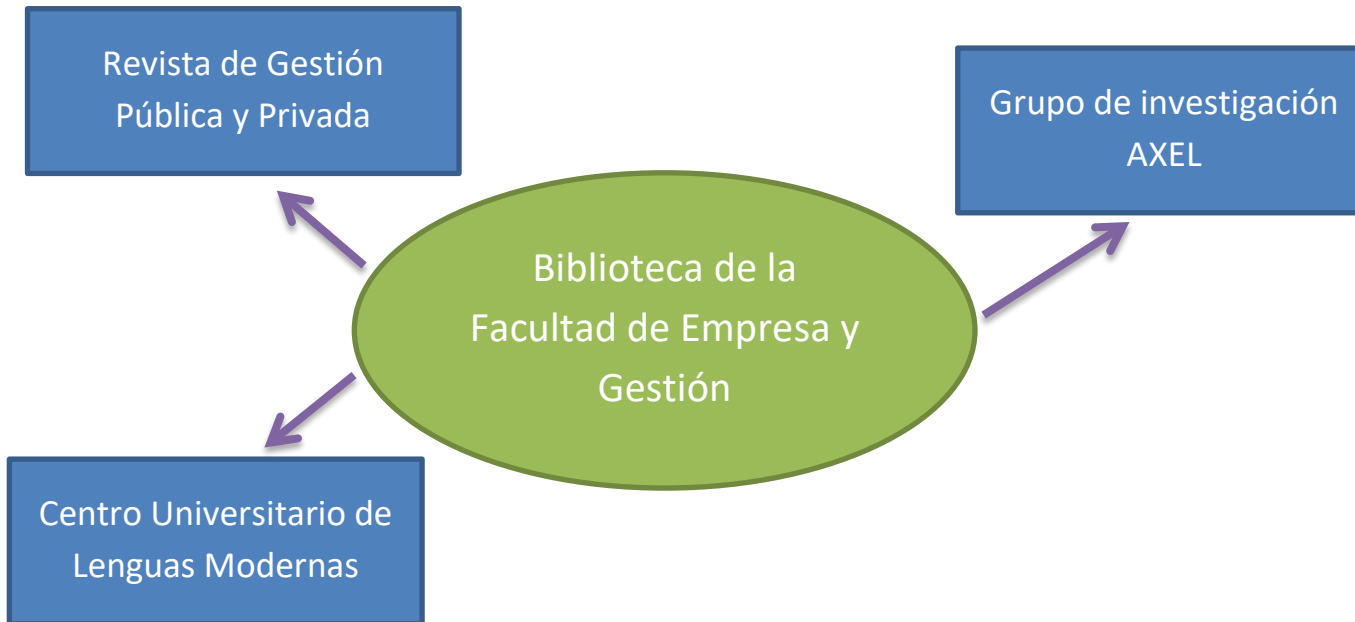 Revista de Gestión
Pública y Privada
Grupo de investigación
AXEL
Biblioteca de la
Facultad de Empresa y
Gestión
Centro Universitario de
Lenguas Modernas